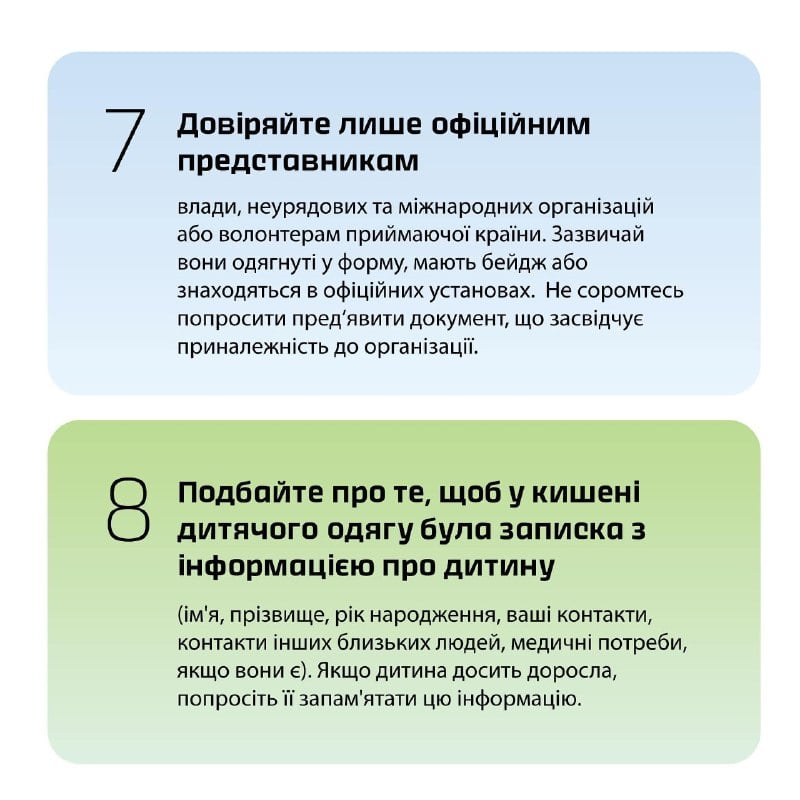 7
Довіряйте лише офіційним
представникам
влади, неурядових та міжнародних організацій
або волонтерам приймаючої країни. Зазвичай
вони одягнуті у форму, мають бейдж або
знаходяться в офіційних установах.  Не соромтесь
попросити пред‘явити документ, що засвідчує
приналежність до організації.
8
Подбайте про те, щоб у кишені
дитячого одягу була записка з
інформацією про дитину
(ім'я, прізвище, рік народження, ваші контакти,
контакти інших близьких людей, медичні потреби,
якщо вони є). Якщо дитина досить доросла,
попросіть її запам'ятати цю інформацію.